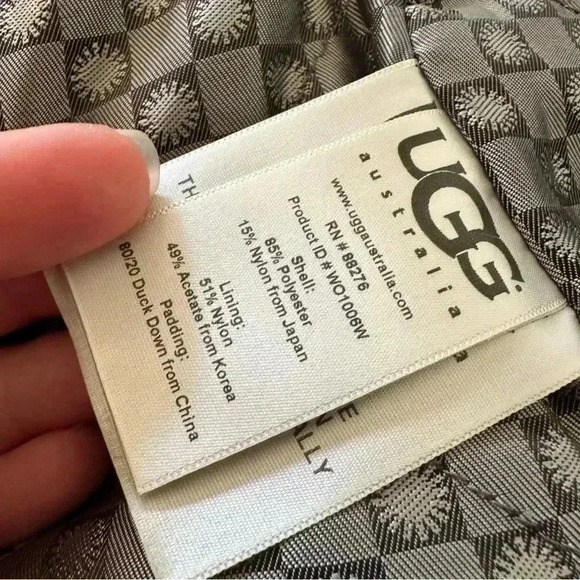 UGG
australia
www.uggaustralia.com
RN # 88276
Product ID # WO1006W
Shell:
85% Polyester
15% Nylon from Japan
Lining:
51% Nylon
49% Acetate from Korea
Padding:
80/20 Duck Down from China
TH